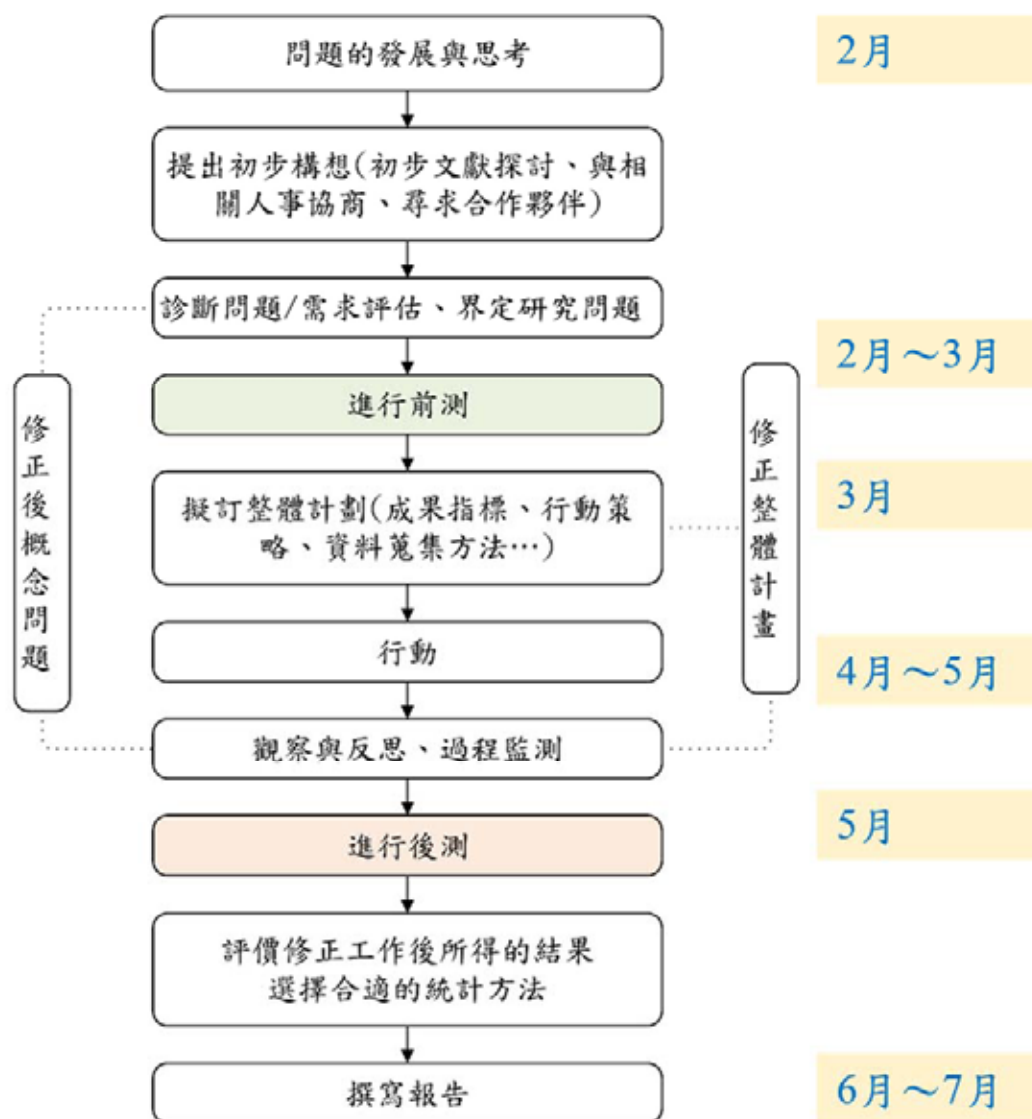 問題的發展與思考
2月
提出初步構想(初步文獻探討、與相
關人事協商、尋求合作夥伴)
診斷問題/需求評估、界定研究問題
2月～3月
進行前測
修正後概念問題
修正整體計畫
擬訂整體計劃(成果指標、行動策
略、資料蒐集方法…)
3月
行動
4月～5月
觀察與反思、過程監測
進行後測
5月
評價修正工作後所得的結果
選擇合適的統計方法
撰寫報告
6月～7月